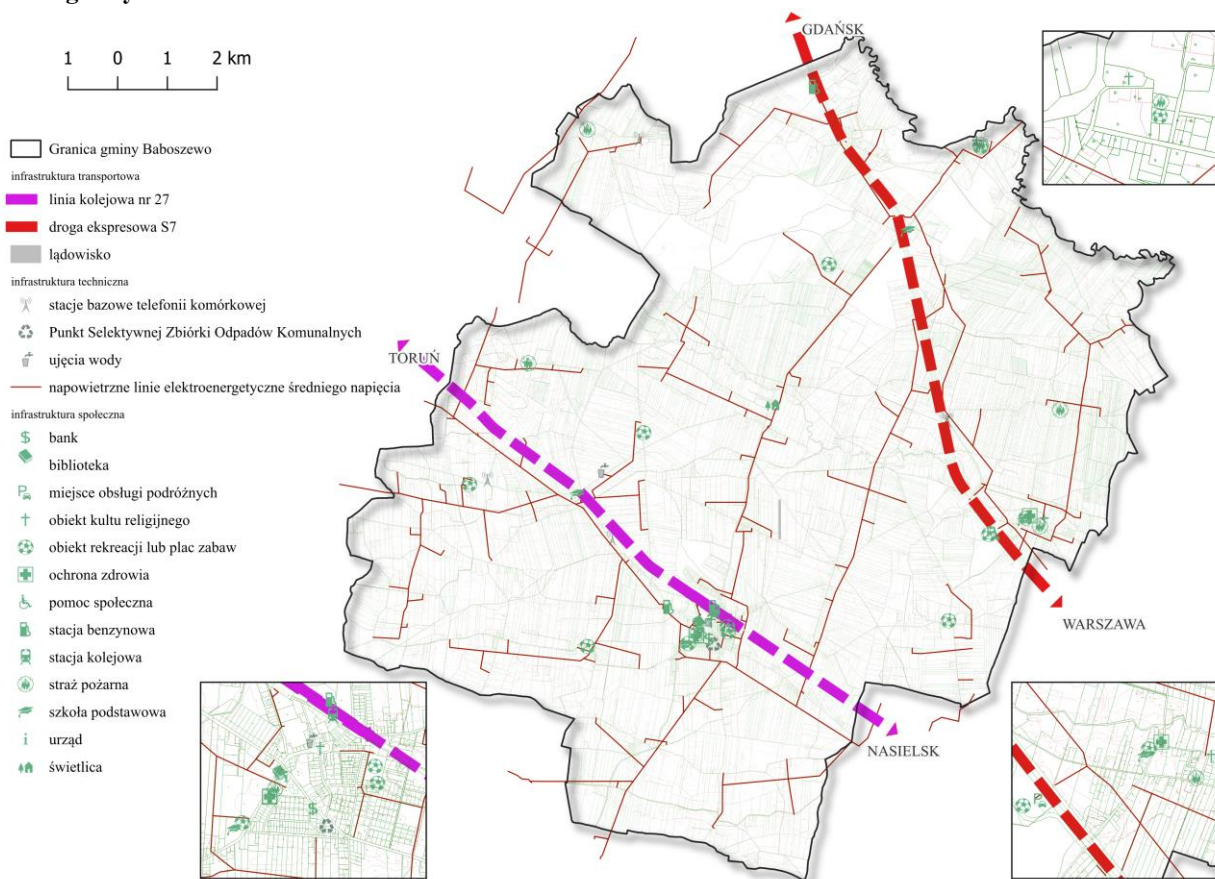 GDAŃSK
1 0 1 2 km
Granica gminy Baboszewo
infrastruktura transportowa
linia kolejowa nr 27
droga ekspresowa S7
lądowisko
infrastruktura techniczna
stacje bazowe telefonii komórkowej
Punkt Selektywnej Zbiórki Odpadów Komunalnych
ujęcia wody
napowietrzne linie elektroenergetyczne średniego napięcia
infrastruktura społeczna
bank
biblioteka
miejsce obsługi podróżnych
obiekt kultu religijnego
obiekt rekreacji lub plac zabaw
ochrona zdrowia
pomoc społeczna
stacja benzynowa
stacja kolejowa
straż pożarna
szkoła podstawowa
urząd
świetlica
TORUŃ
WARSZAWA
NASIELSK